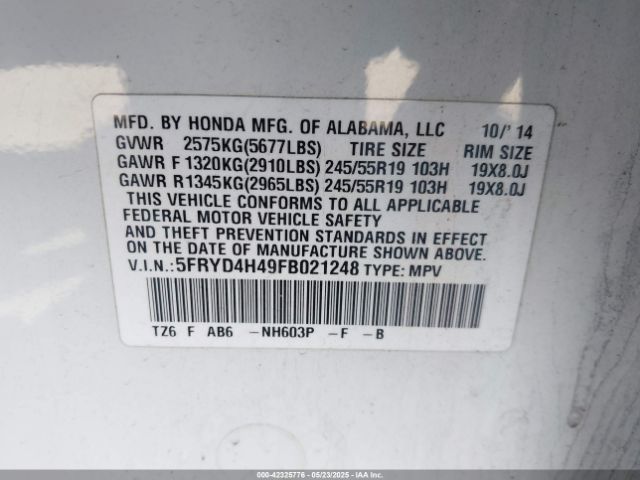 MFD. BY HONDA MFG. OF ALABAMA, LLC 10/'14
GVWR 2575KG(5677LBS) TIRE SIZE RIM SIZE
GAWR F 1320KG(2910LBS) 245/55R19 103H 19X8.0J
GAWR R1345KG(2965LBS) 245/55R19 103H 19X8.0J
THIS VEHICLE CONFORMS TO ALL APPLICABLE
FEDERAL MOTOR VEHICLE SAFETY
AND THEFT PREVENTION STANDARDS IN EFFECT
ON THE DATE OF MANUFACTURE SHOWN ABOVE.
V.I.N.:5FRYD4H49FB021248 TYPE: MPV
TZ6 F AB6 -NH603P -F -B
000-42325776 - 05/23/2025 - IAAI.COM